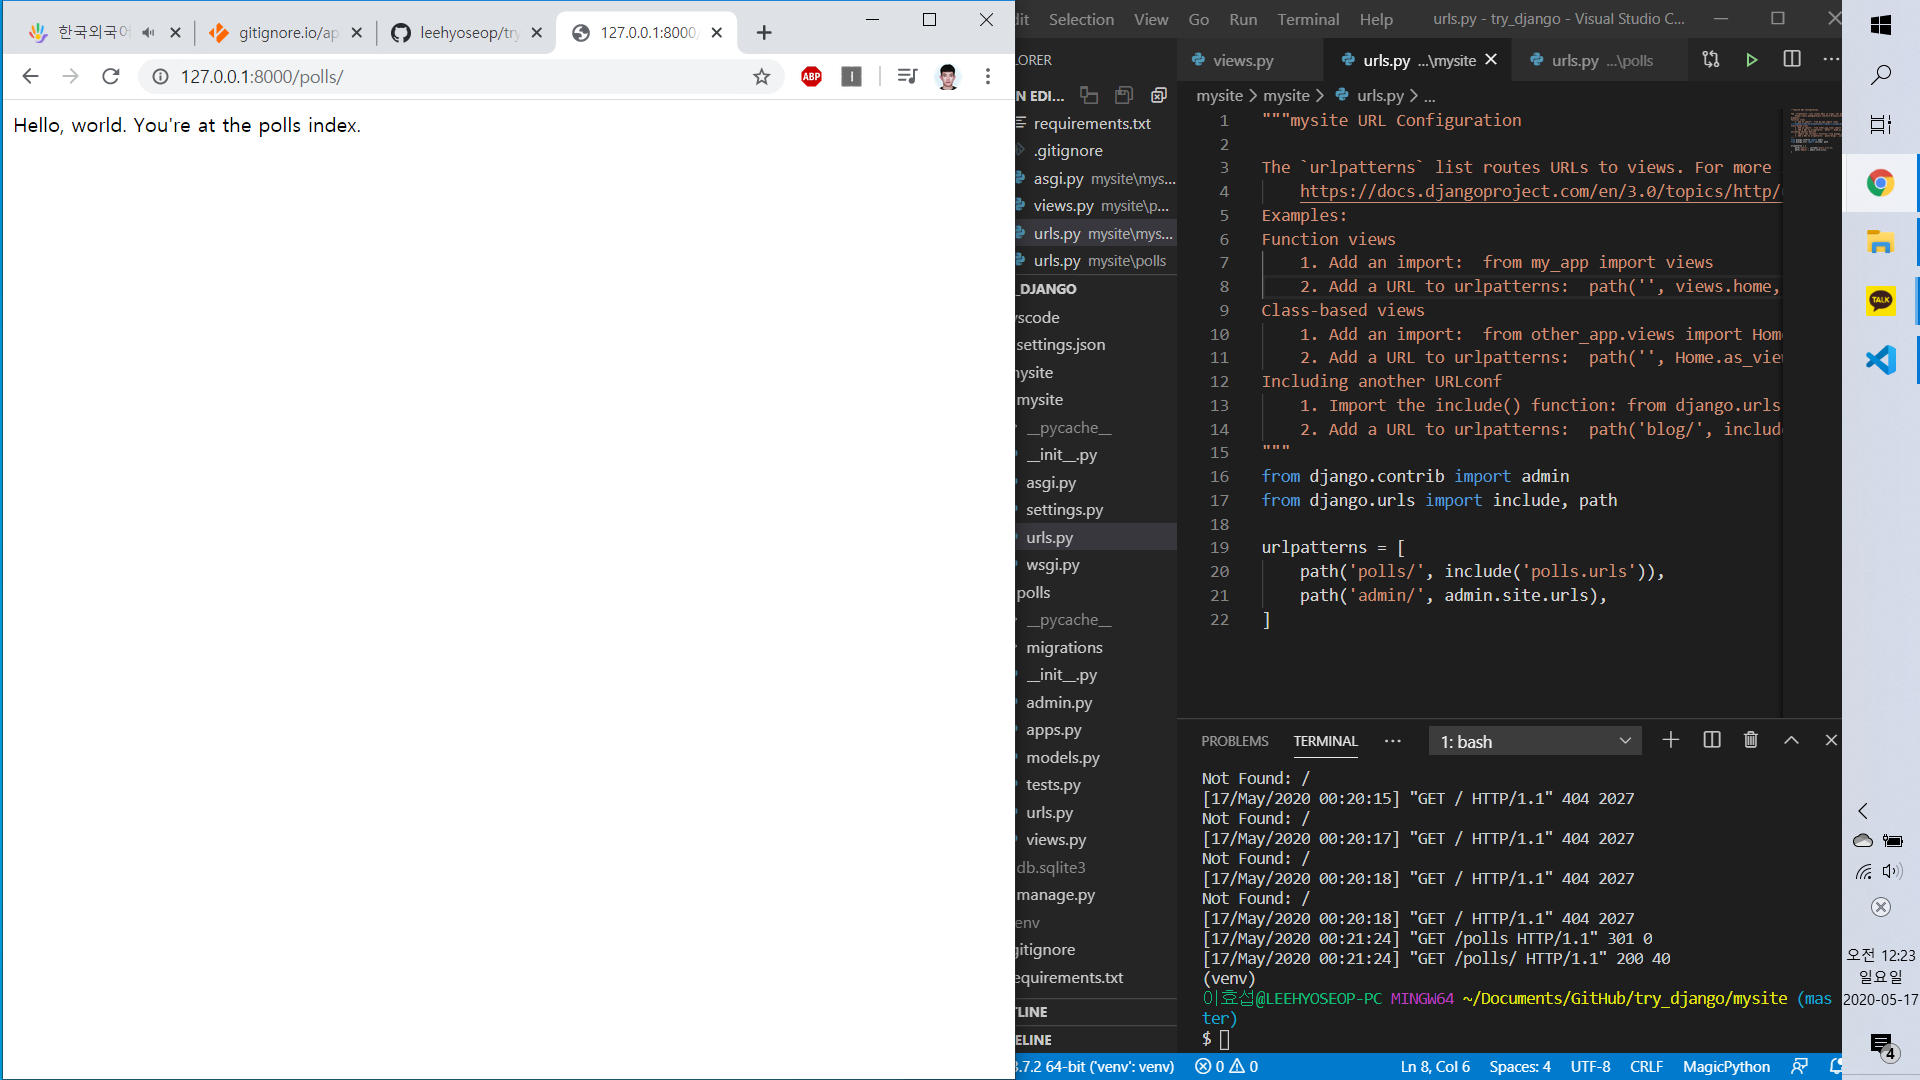 한국외국어
gitignore.io/ap
leehyoseop/try
127.0.0.1:8000/
127.0.0.1:8000/polls/
ABP
Hello, world. You're at the polls index.
dit Selection View Go Run Terminal Help
urls.py - try_django - Visual Studio C...
LORER
N EDI...
requirements.txt
.gitignore
asgi.py mysite\mys...
views.py mysite\p...
urls.py mysite\mys...
urls.py mysite\polls
_DJANGO
vscode
settings.json
mysite
mysite
__pycache__
__init__.py
asgi.py
settings.py
urls.py
wsgi.py
polls
__pycache__
migrations
__init__.py
admin.py
apps.py
models.py
tests.py
urls.py
views.py
db.sqlite3
manage.py
env
gitignore
equirements.txt
TLINE
ELINE
views.py
urls.py ...\mysite
urls.py ...\polls
mysite > mysite > urls.py > ...
1 """mysite URL Configuration
2
3 The `urlpatterns` list routes URLs to views. For more
4 https://docs.djangoproject.com/en/3.0/topics/http/
5 Examples:
6 Function views
7 1. Add an import:  from my_app import views
8 2. Add a URL to urlpatterns:  path('', views.home,
9 Class-based views
10 1. Add an import:  from other_app.views import Hom
11 2. Add a URL to urlpatterns:  path('', Home.as_vie
12 Including another URLconf
13 1. Import the include() function: from django.urls
14 2. Add a URL to urlpatterns:  path('blog/', includ
15 """
16 from django.contrib import admin
17 from django.urls import include, path
18
19 urlpatterns = [
20 path('polls/', include('polls.urls')),
21 path('admin/', admin.site.urls),
22 ]
PROBLEMS TERMINAL ... 1: bash
Not Found: /
[17/May/2020 00:20:15] "GET / HTTP/1.1" 404 2027
Not Found: /
[17/May/2020 00:20:17] "GET / HTTP/1.1" 404 2027
Not Found: /
[17/May/2020 00:20:18] "GET / HTTP/1.1" 404 2027
Not Found: /
[17/May/2020 00:20:18] "GET / HTTP/1.1" 404 2027
[17/May/2020 00:21:24] "GET /polls HTTP/1.1" 301 0
[17/May/2020 00:21:24] "GET /polls/ HTTP/1.1" 200 40
(venv)
이효섭@LEEHYOSEOP-PC MINGW64 ~/Documents/GitHub/try_django/mysite (mas
ter)
$
3.7.2 64-bit ('venv': venv) 0 0 Ln 8, Col 6 Spaces: 4 UTF-8 CRLF MagicPython
TALK
오전 12:23
일요일
2020-05-17
4